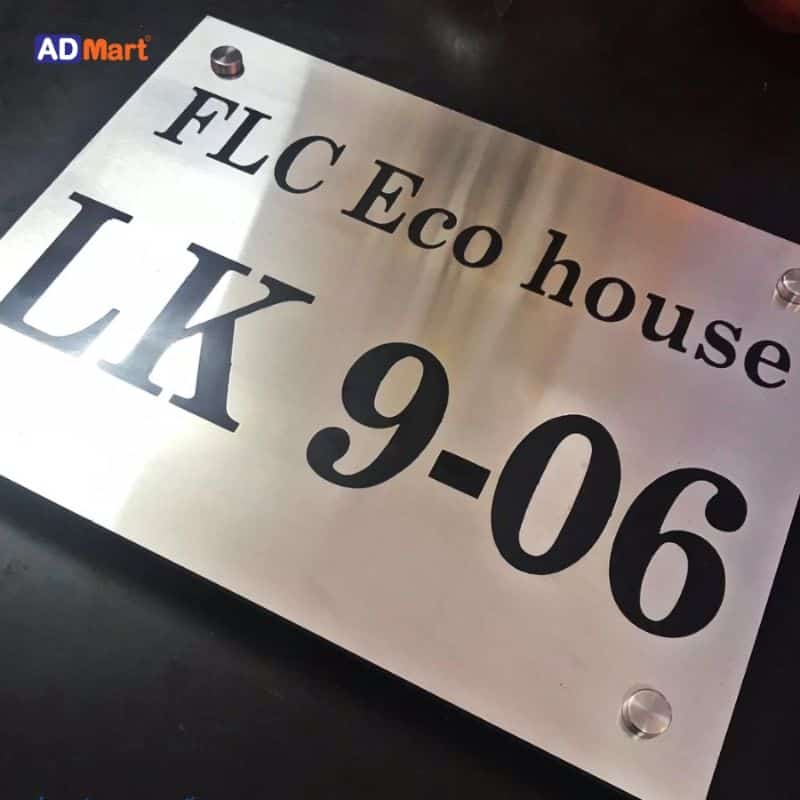 ADMart
FLC Eco house
LK 9-06